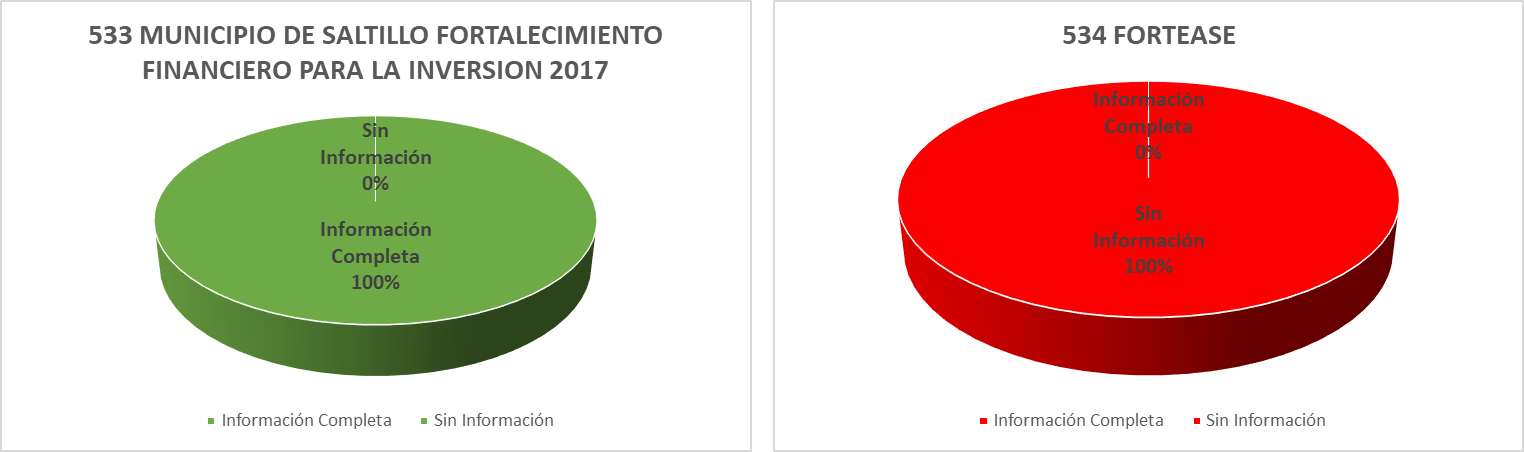 533 MUNICIPIO DE SALTILLO FORTALECIMIENTO
FINANCIERO PARA LA INVERSION 2017
Sin
Información
0%
Información
Completa
100%
Información Completa
Sin Información
534 FORTEASE
Información
Completa
0%
Sin
Información
100%
Información Completa
Sin Información